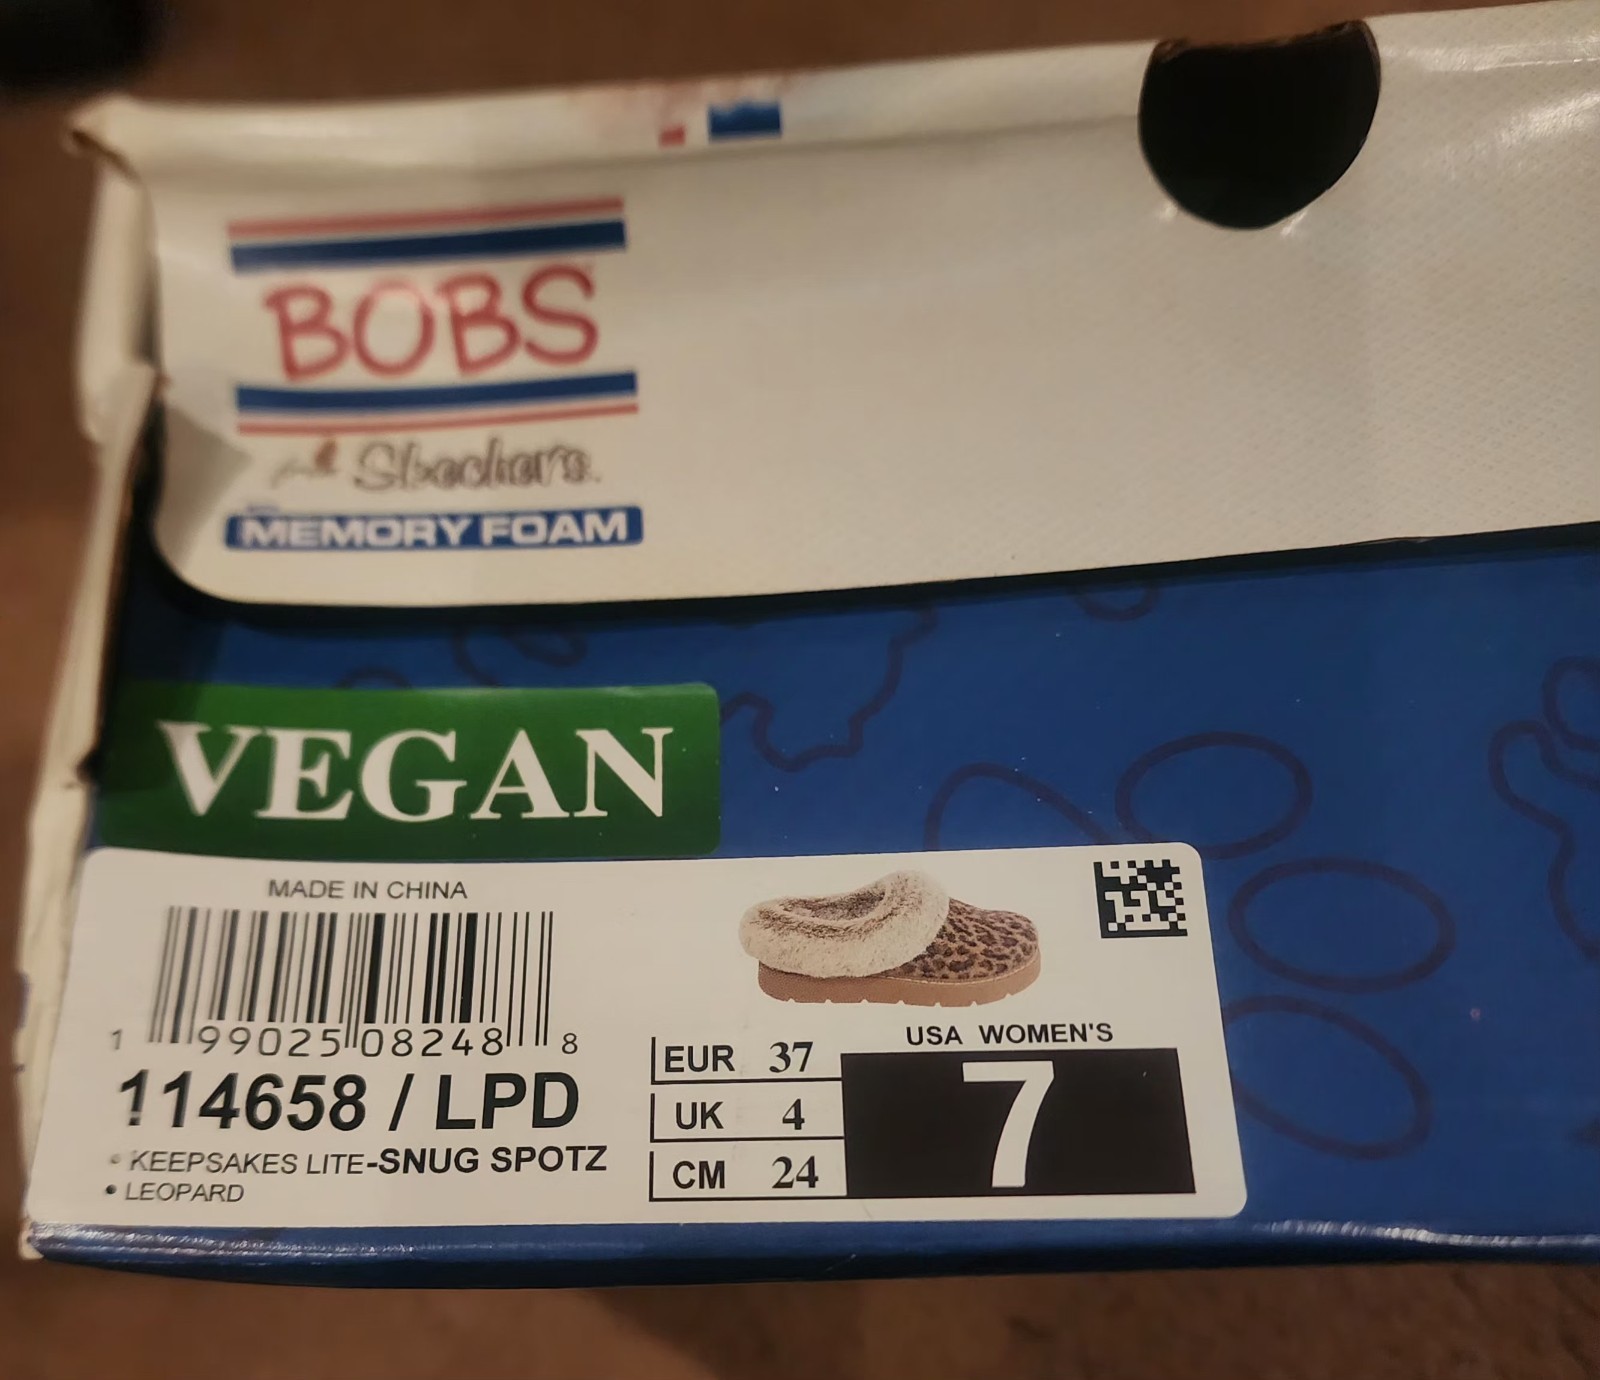 BOBS
from Skechers.
MEMORY FOAM
VEGAN
MADE IN CHINA
1 99025 08248 8
114658 / LPD
• KEEPSAKES LITE-SNUG SPOTZ
• LEOPARD
EUR 37
UK 4
CM 24
USA WOMEN'S
7